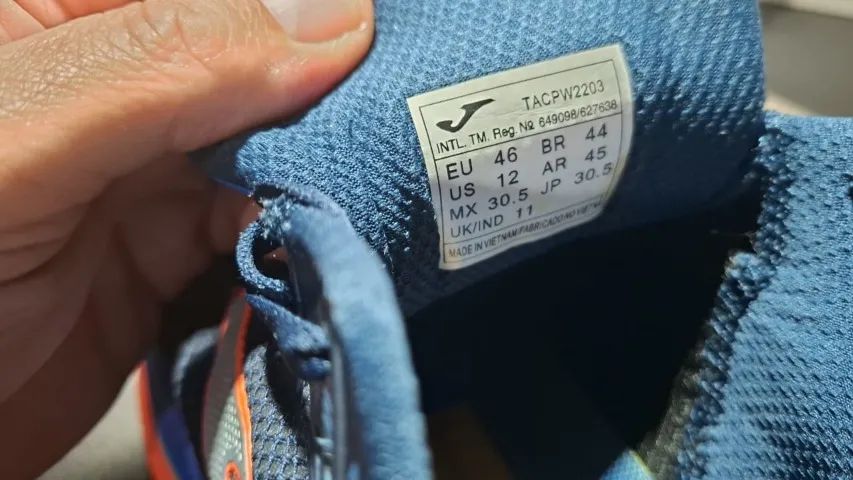 TACPW2203
INTL. TM. Reg. Nº 649098/627638
EU 46 BR 44
US 12 AR 45
MX 30.5 JP 30.5
UK/IND 11
MADE IN VIETNAM/FABRICADO NO VIETNÃ